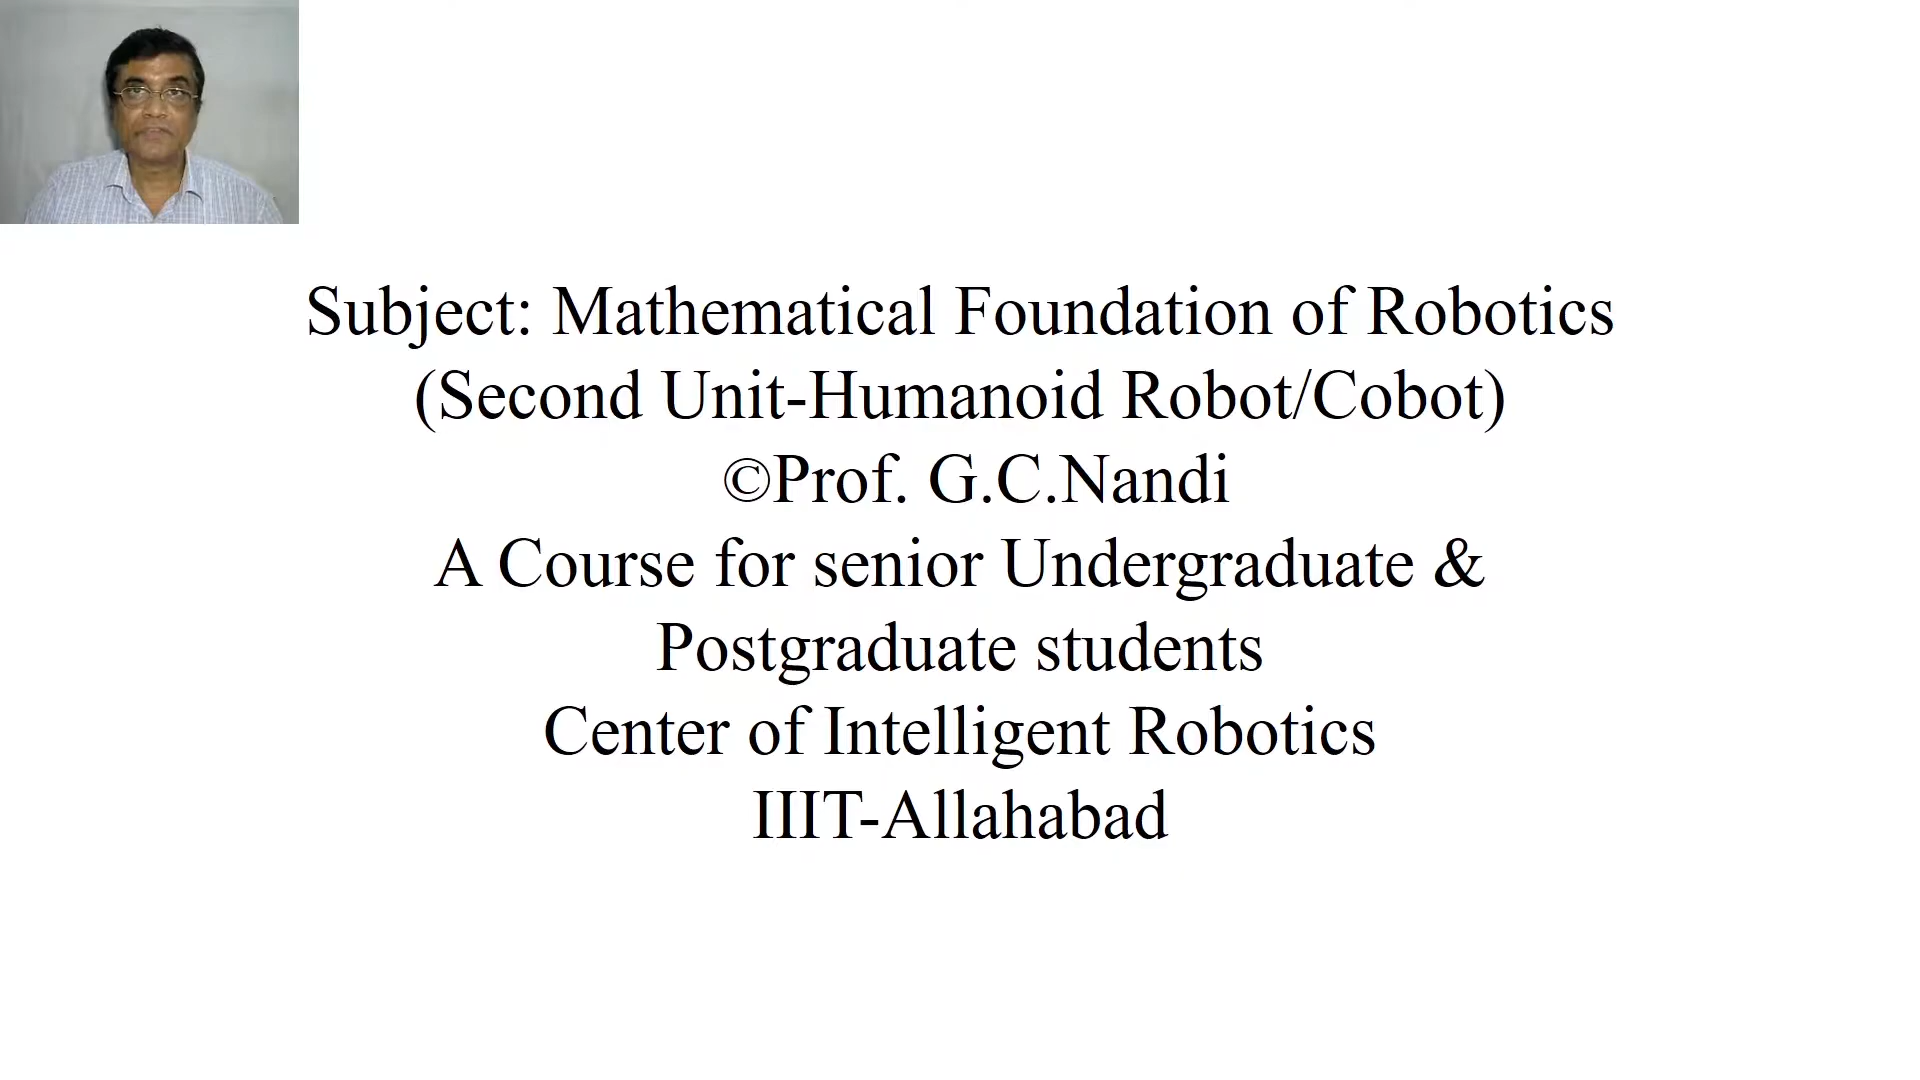 Subject: Mathematical Foundation of Robotics
(Second Unit-Humanoid Robot/Cobot)
©Prof. G.C.Nandi
A Course for senior Undergraduate &
Postgraduate students
Center of Intelligent Robotics
IIIT-Allahabad